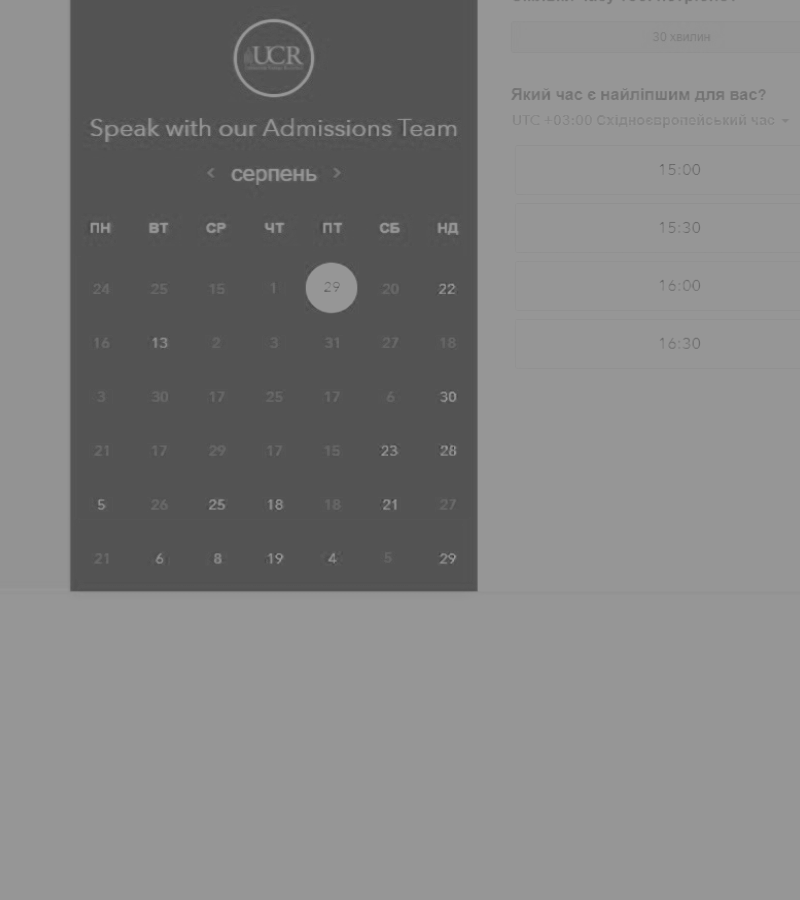 UCR
Speak with our Admissions Team
< серпень >
ПН ВТ СР ЧТ ПТ СБ НД
24 25 15 1 29 20 22
16 13 2 3 31 27 18
3 30 17 25 17 6 30
21 17 29 17 15 23 28
5 26 25 18 18 21 27
21 6 8 19 4 5 29
30 хвилин
Який час є найліпшим для вас?
UTC +03:00 Східноєвропейський час
15:00
15:30
16:00
16:30